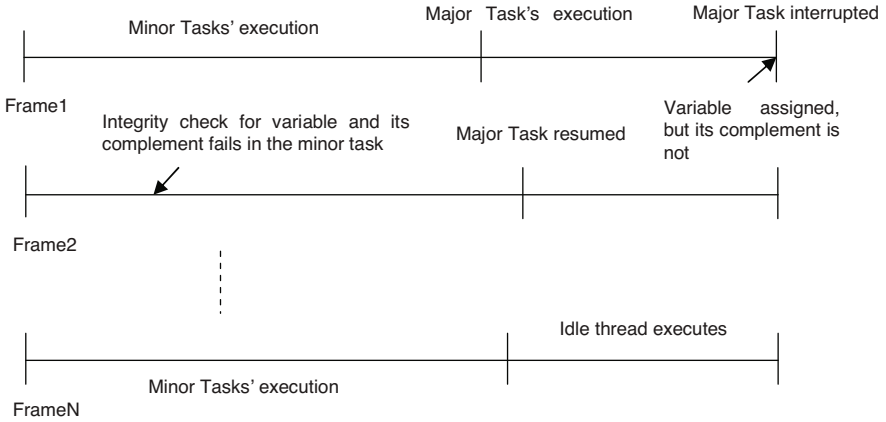 Minor Tasks' execution
Major Task's execution
Major Task interrupted
Frame1
Variable assigned,
but its complement is
not
Integrity check for variable and its
complement fails in the minor task
Major Task resumed
Frame2
Idle thread executes
Minor Tasks' execution
FrameN